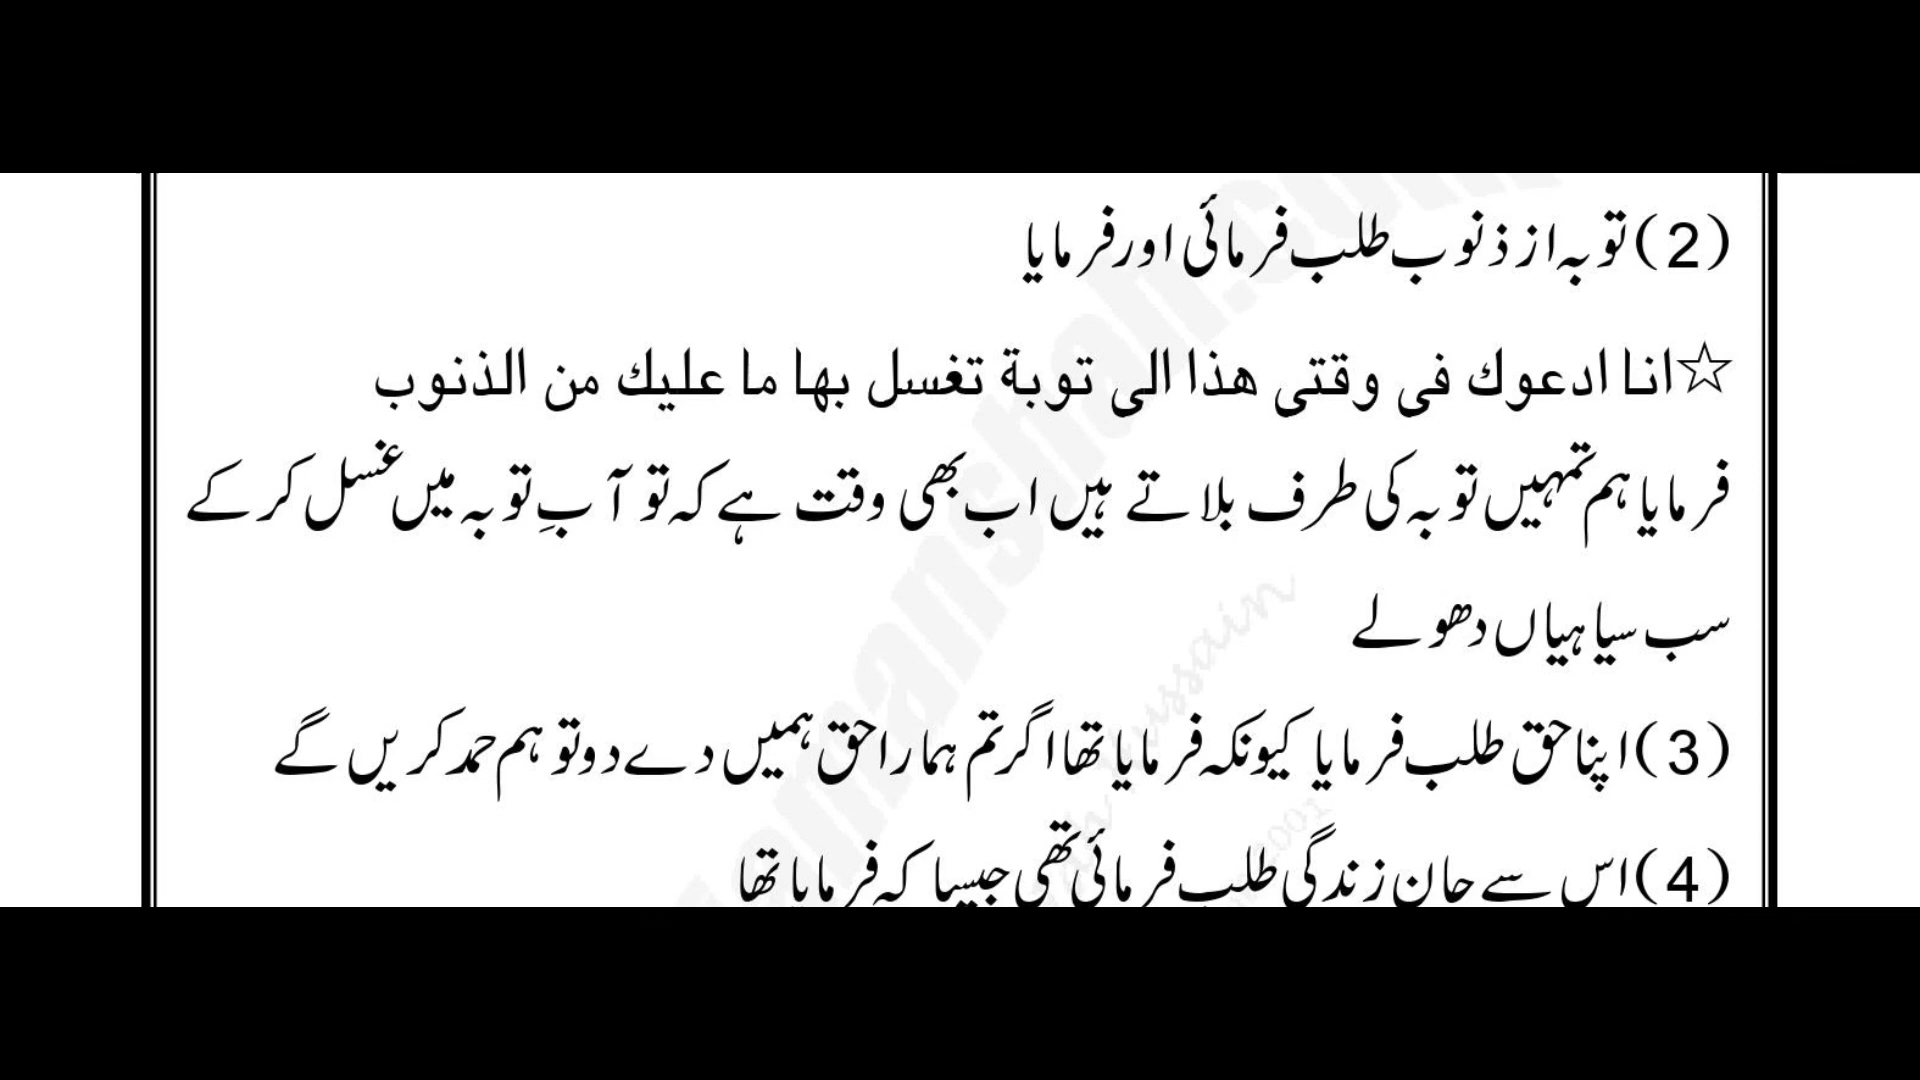 (2) توبہ از ذنوب طلب فرمائی اور فرمایا
☆انا ادعوك فى وقتى هذا الى توبة تغسل بها ما عليك من الذنوب
فرمایا ہم تمہیں توبہ کی طرف بلاتے ہیں اب بھی وقت ہے کہ تو آبِ توبہ میں غسل کر کے
سب سیاہیاں دھو لے
(3) اپنا حق طلب فرمایا کیونکہ فرمایا تھا اگر تم ہمارا حق ہمیں دے دو تو ہم حمد کریں گے
(4) اس سے جان زندگی طلب فرمائی تھی جیسا کہ فرمایا تھا